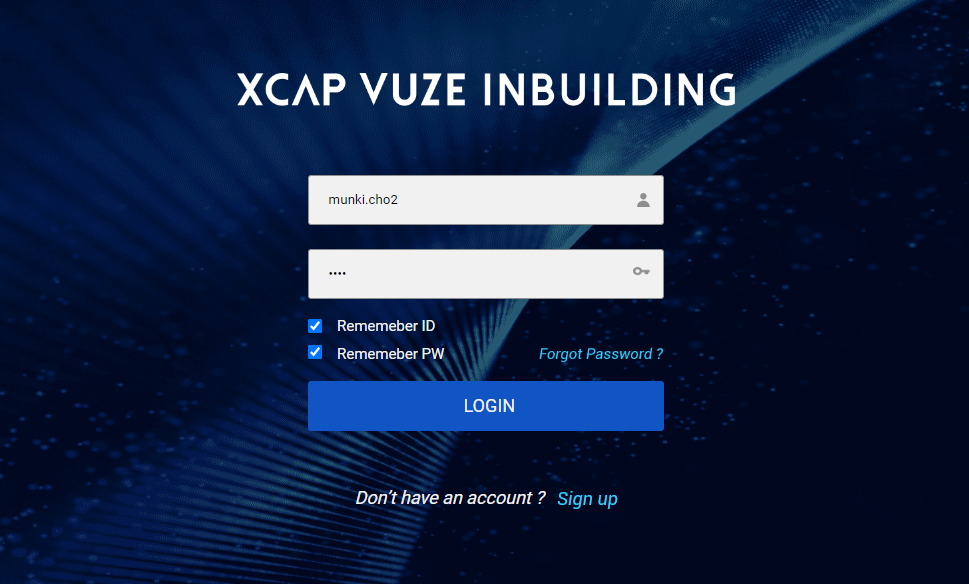 XCAP VUZE INBUILDING
munki.cho2
••••
Rememeber ID
Rememeber PW
Forgot Password ?
LOGIN
Don't have an account ? Sign up